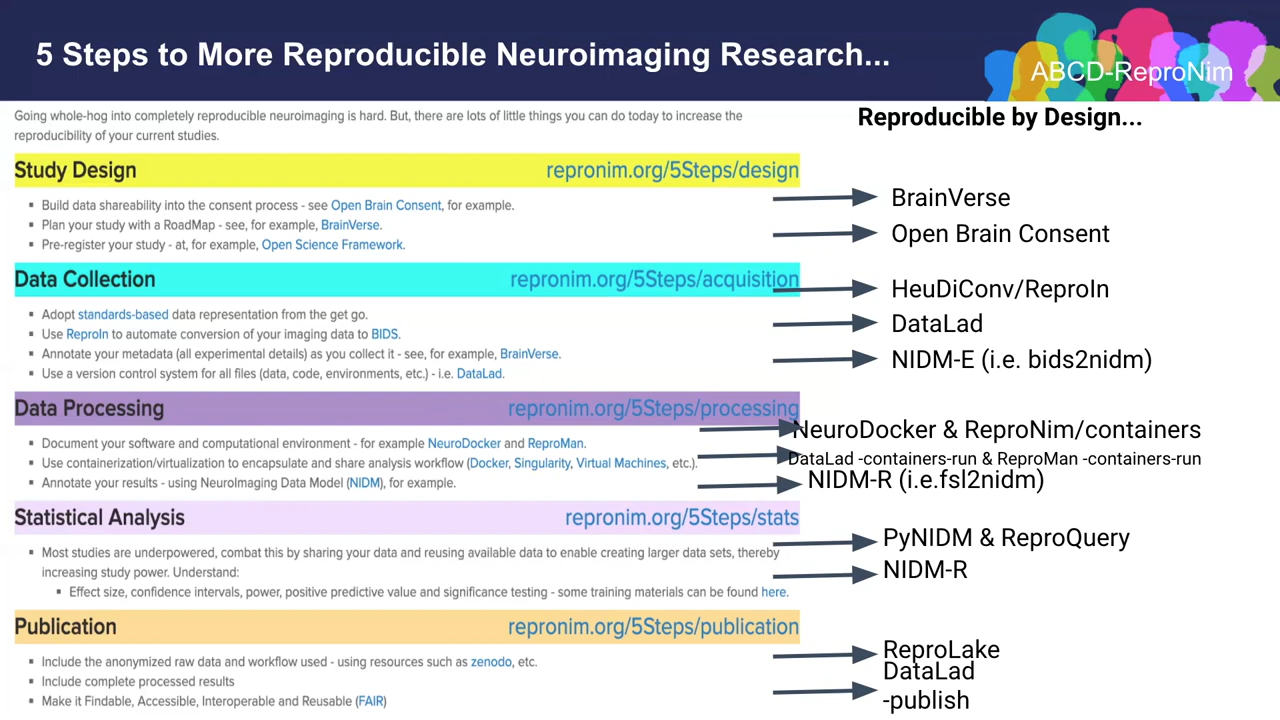 5 Steps to More Reproducible Neuroimaging Research...
ABCD-ReproNim
Going whole-hog into completely reproducible neuroimaging is hard. But, there are lots of little things you can do today to increase the
reproducibility of your current studies.
Reproducible by Design...
Study Design repronim.org/5Steps/design
▪ Build data shareability into the consent process - see Open Brain Consent, for example.
▪ Plan your study with a RoadMap - see, for example, BrainVerse.
▪ Pre-register your study - at, for example, Open Science Framework.
BrainVerse
Open Brain Consent
Data Collection repronim.org/5Steps/acquisition
▪ Adopt standards-based data representation from the get go.
▪ Use ReproIn to automate conversion of your imaging data to BIDS.
▪ Annotate your metadata (all experimental details) as you collect it - see, for example, BrainVerse.
▪ Use a version control system for all files (data, code, environments, etc.) - i.e. DataLad.
HeuDiConv/ReproIn
DataLad
NIDM-E (i.e. bids2nidm)
Data Processing repronim.org/5Steps/processing
▪ Document your software and computational environment - for example NeuroDocker and ReproMan.
▪ Use containerization/virtualization to encapsulate and share analysis workflow (Docker, Singularity, Virtual Machines, etc.).
▪ Annotate your results - using NeuroImaging Data Model (NIDM), for example.
NeuroDocker & ReproNim/containers
DataLad -containers-run & ReproMan -containers-run
NIDM-R (i.e.fsl2nidm)
Statistical Analysis repronim.org/5Steps/stats
▪ Most studies are underpowered, combat this by sharing your data and reusing available data to enable creating larger data sets, thereby
increasing study power. Understand:
▪ Effect size, confidence intervals, power, positive predictive value and significance testing - some training materials can be found here.
PyNIDM & ReproQuery
NIDM-R
Publication repronim.org/5Steps/publication
▪ Include the anonymized raw data and workflow used - using resources such as zenodo, etc.
▪ Include complete processed results
▪ Make it Findable, Accessible, Interoperable and Reusable (FAIR)
ReproLake
DataLad
-publish